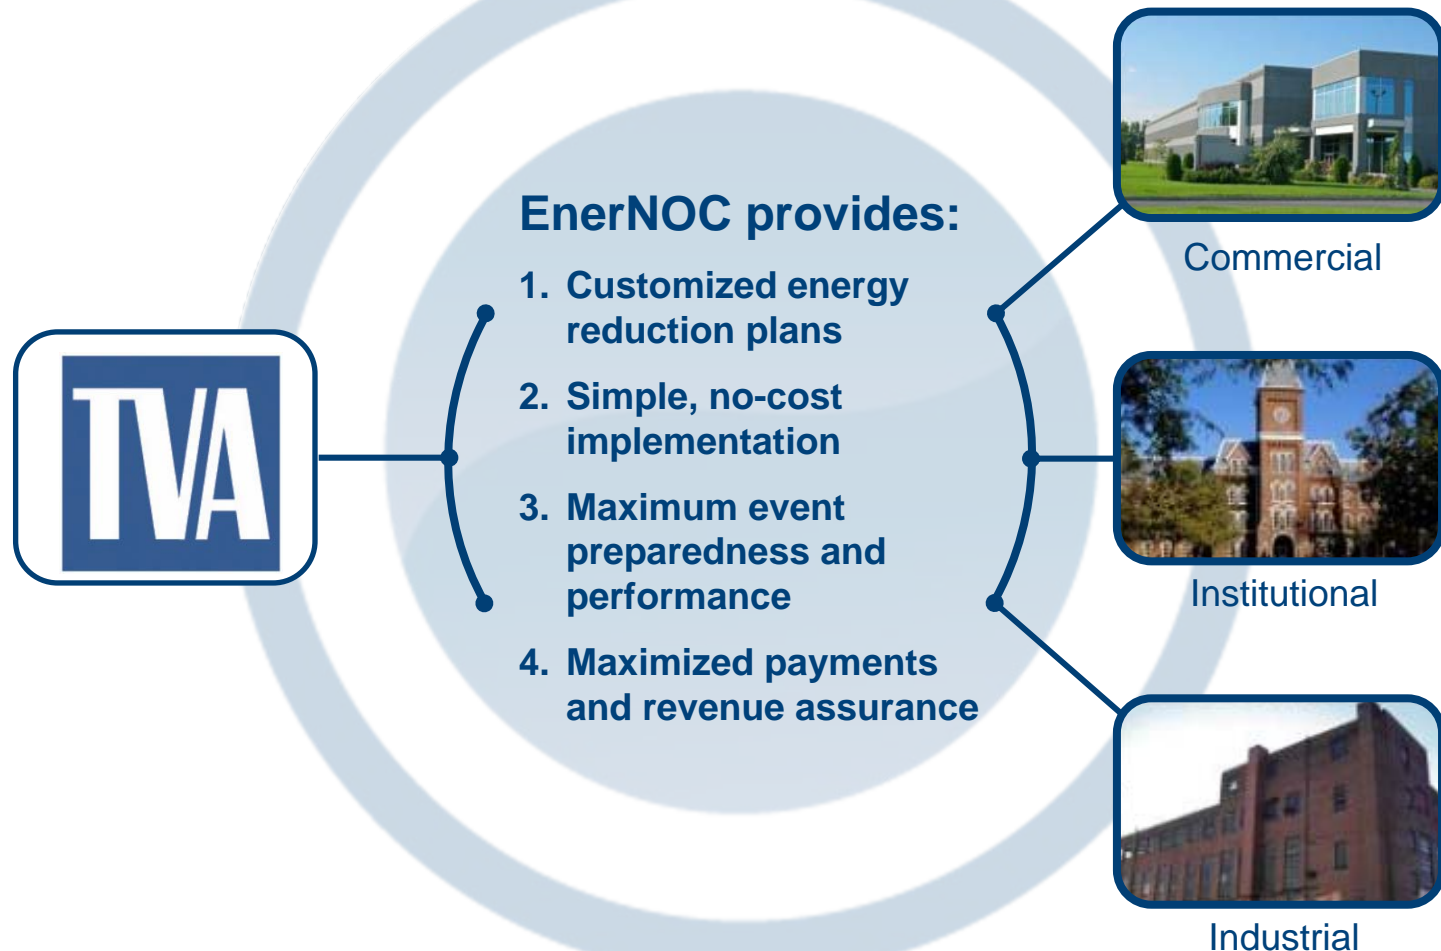 TVA
EnerNOC provides:
1. Customized energy
reduction plans
2. Simple, no-cost
implementation
3. Maximum event
preparedness and
performance
4. Maximized payments
and revenue assurance
Commercial
Institutional
Industrial